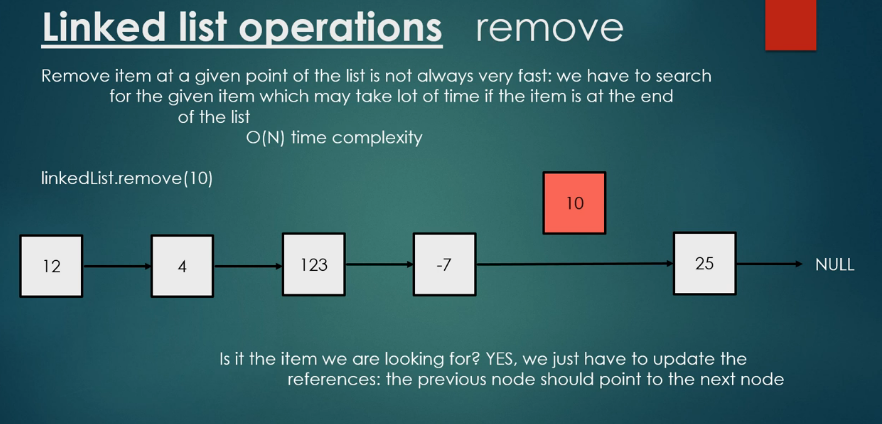 Linked list operations remove
Remove item at a given point of the list is not always very fast: we have to search
for the given item which may take lot of time if the item is at the end
of the list
O(N) time complexity
linkedList.remove(10)
10
12 4 123 -7 25 NULL
Is it the item we are looking for? YES, we just have to update the
references: the previous node should point to the next node